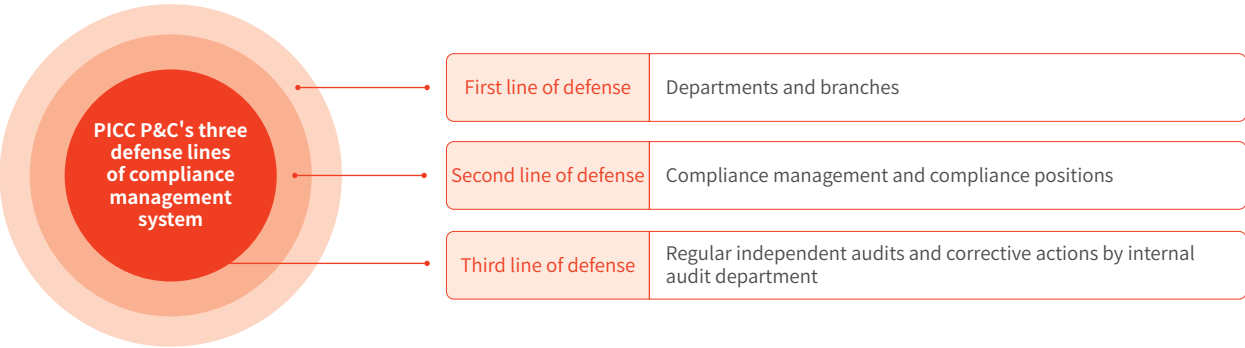 PICC P&C's three
defense lines
of compliance
management
system
First line of defense
Departments and branches
Second line of defense
Compliance management and compliance positions
Third line of defense
Regular independent audits and corrective actions by internal
audit department